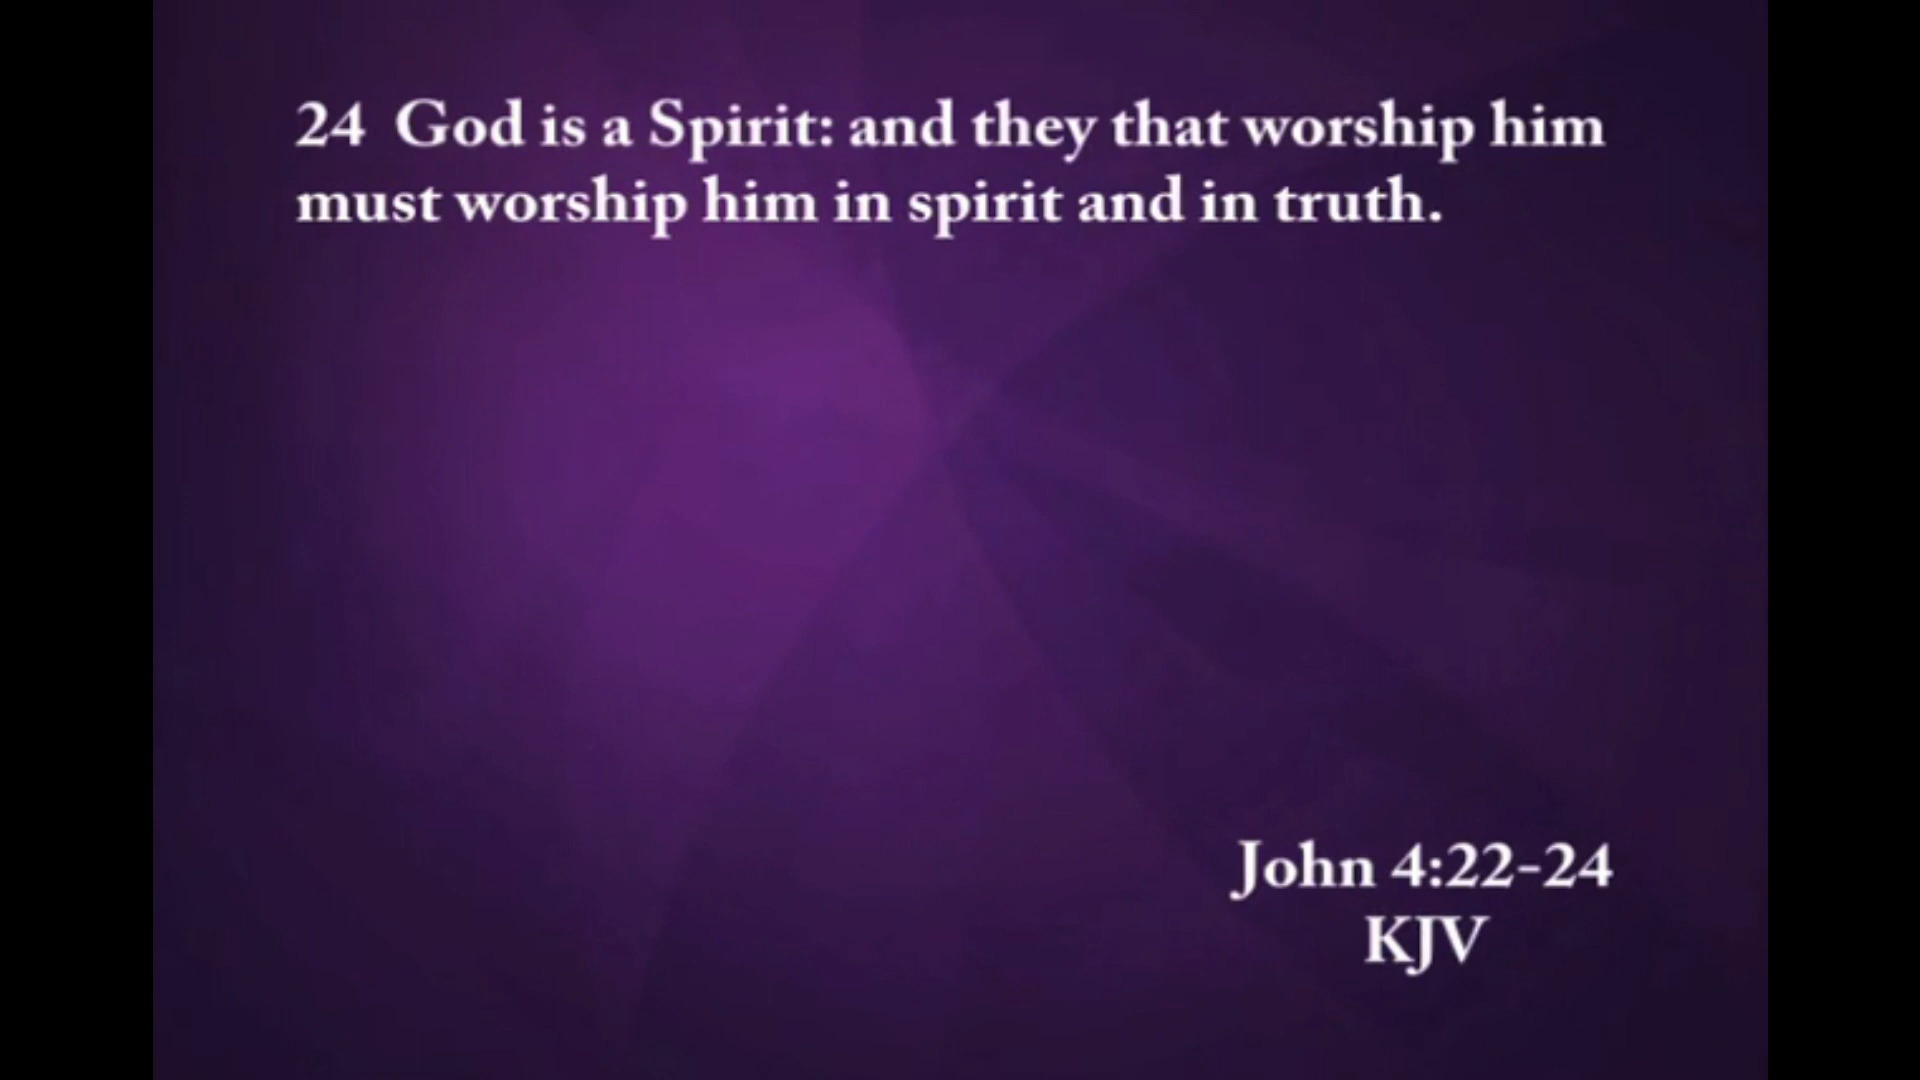 24 God is a Spirit: and they that worship him
must worship him in spirit and in truth.
John 4:22-24
KJV